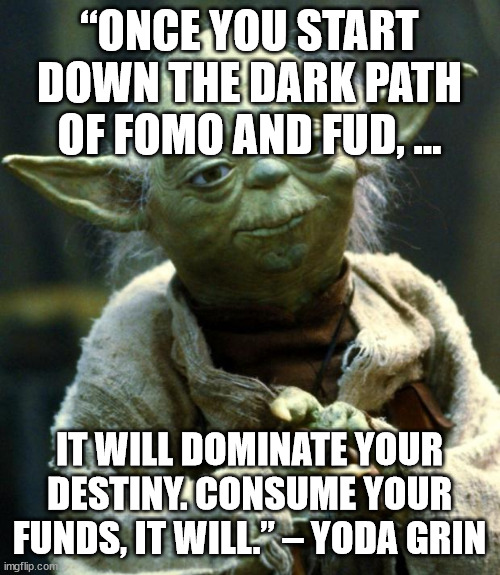 “ONCE YOU START
DOWN THE DARK PATH
OF FOMO AND FUD, ...
IT WILL DOMINATE YOUR
DESTINY. CONSUME YOUR
FUNDS, IT WILL.” – YODA GRIN
imgflip.com